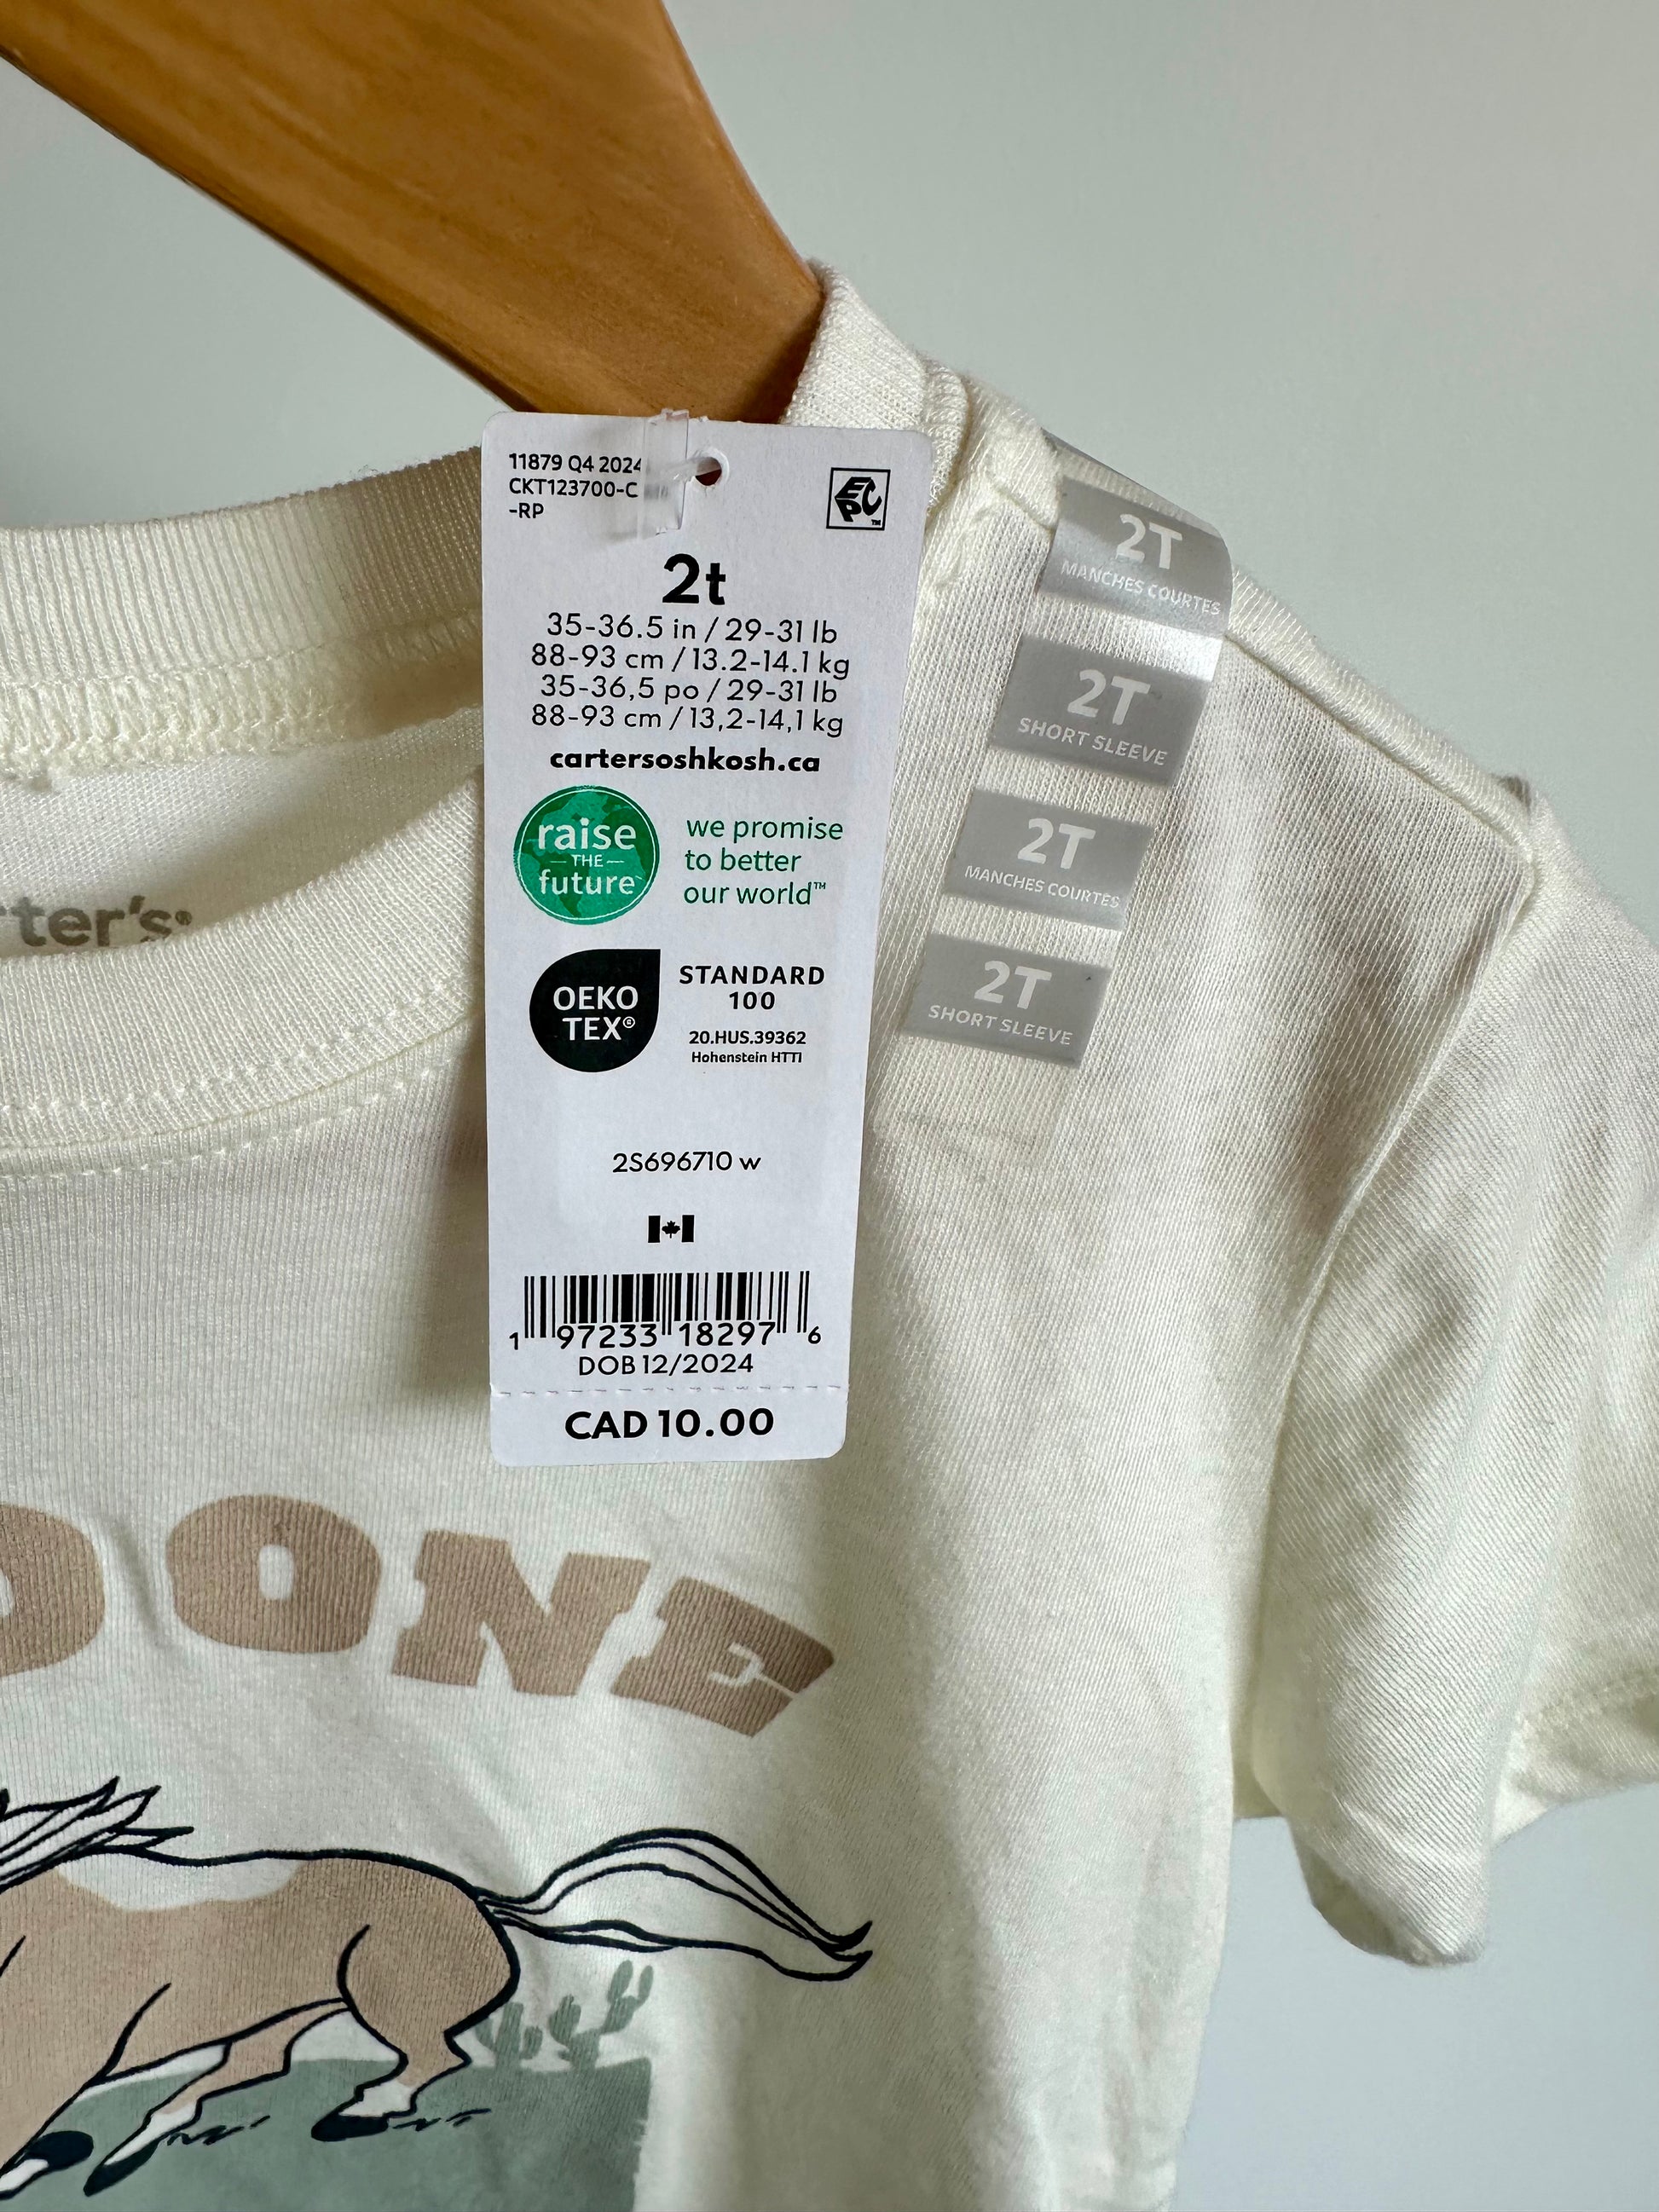 11879 Q4 2024
CKT123700-C
-RP
EPC™
2t
35-36.5 in / 29-31 lb
88-93 cm / 13.2-14.1 kg
35-36,5 po / 29-31 lb
88-93 cm / 13,2-14,1 kg
cartersoshkosh.ca
raise
THE
future
we promise
to better
our world™
OEKO
TEX®
STANDARD
100
20.HUS.39362
Hohenstein HTTI
2S696710 w
1 97233 18297 6
DOB 12/2024
CAD 10.00
2T
MANCHES COURTES
2T
SHORT SLEEVE
2T
MANCHES COURTES
2T
SHORT SLEEVE
ter's®
ONE